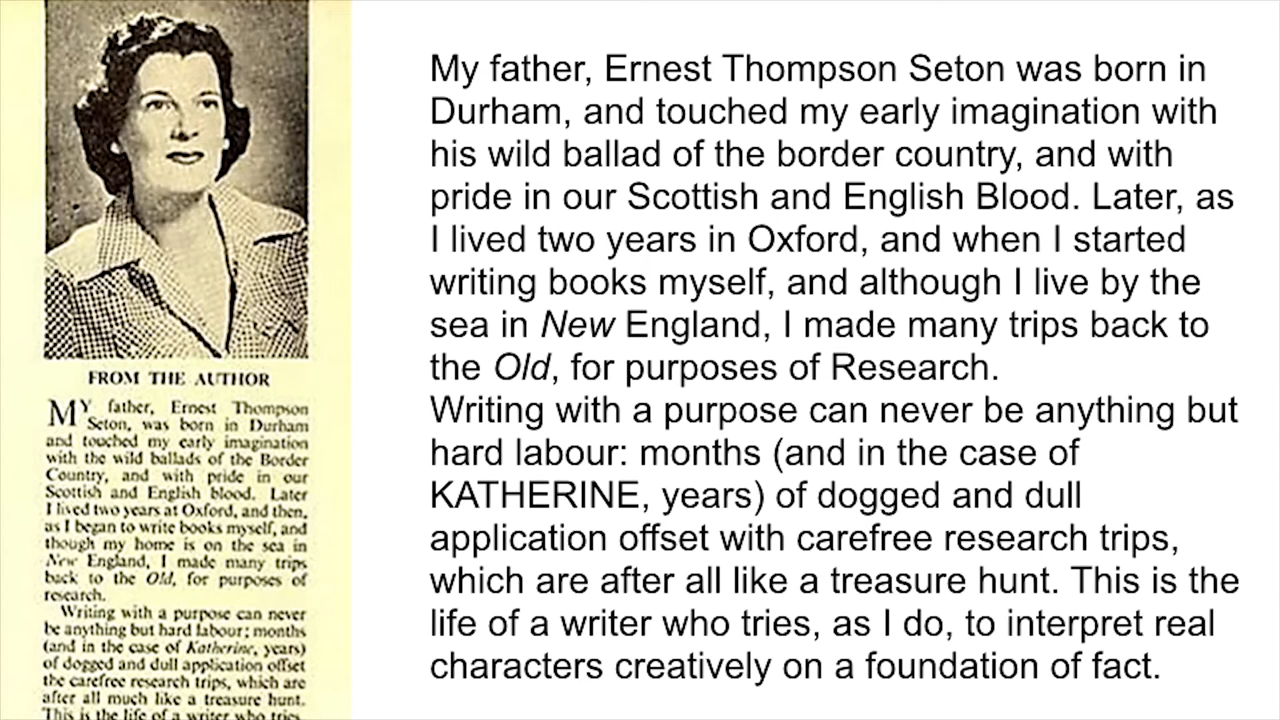 FROM THE AUTHOR
MY father, Ernest Thompson
Seton, was born in Durham
and touched my early imagination
with the wild ballads of the Border
Country, and with pride in our
Scottish and English blood. Later
I lived two years at Oxford, and then,
as I began to write books myself, and
though my home is on the sea in
New England, I made many trips
back to the Old, for purposes of
research.
Writing with a purpose can never
be anything but hard labour; months
(and in the case of Katherine, years)
of dogged and dull application offset
the carefree research trips, which are
after all much like a treasure hunt.
This is the life of a writer who tries,
My father, Ernest Thompson Seton was born in
Durham, and touched my early imagination with
his wild ballad of the border country, and with
pride in our Scottish and English Blood. Later, as
I lived two years in Oxford, and when I started
writing books myself, and although I live by the
sea in New England, I made many trips back to
the Old, for purposes of Research.
Writing with a purpose can never be anything but
hard labour: months (and in the case of
KATHERINE, years) of dogged and dull
application offset with carefree research trips,
which are after all like a treasure hunt. This is the
life of a writer who tries, as I do, to interpret real
characters creatively on a foundation of fact.